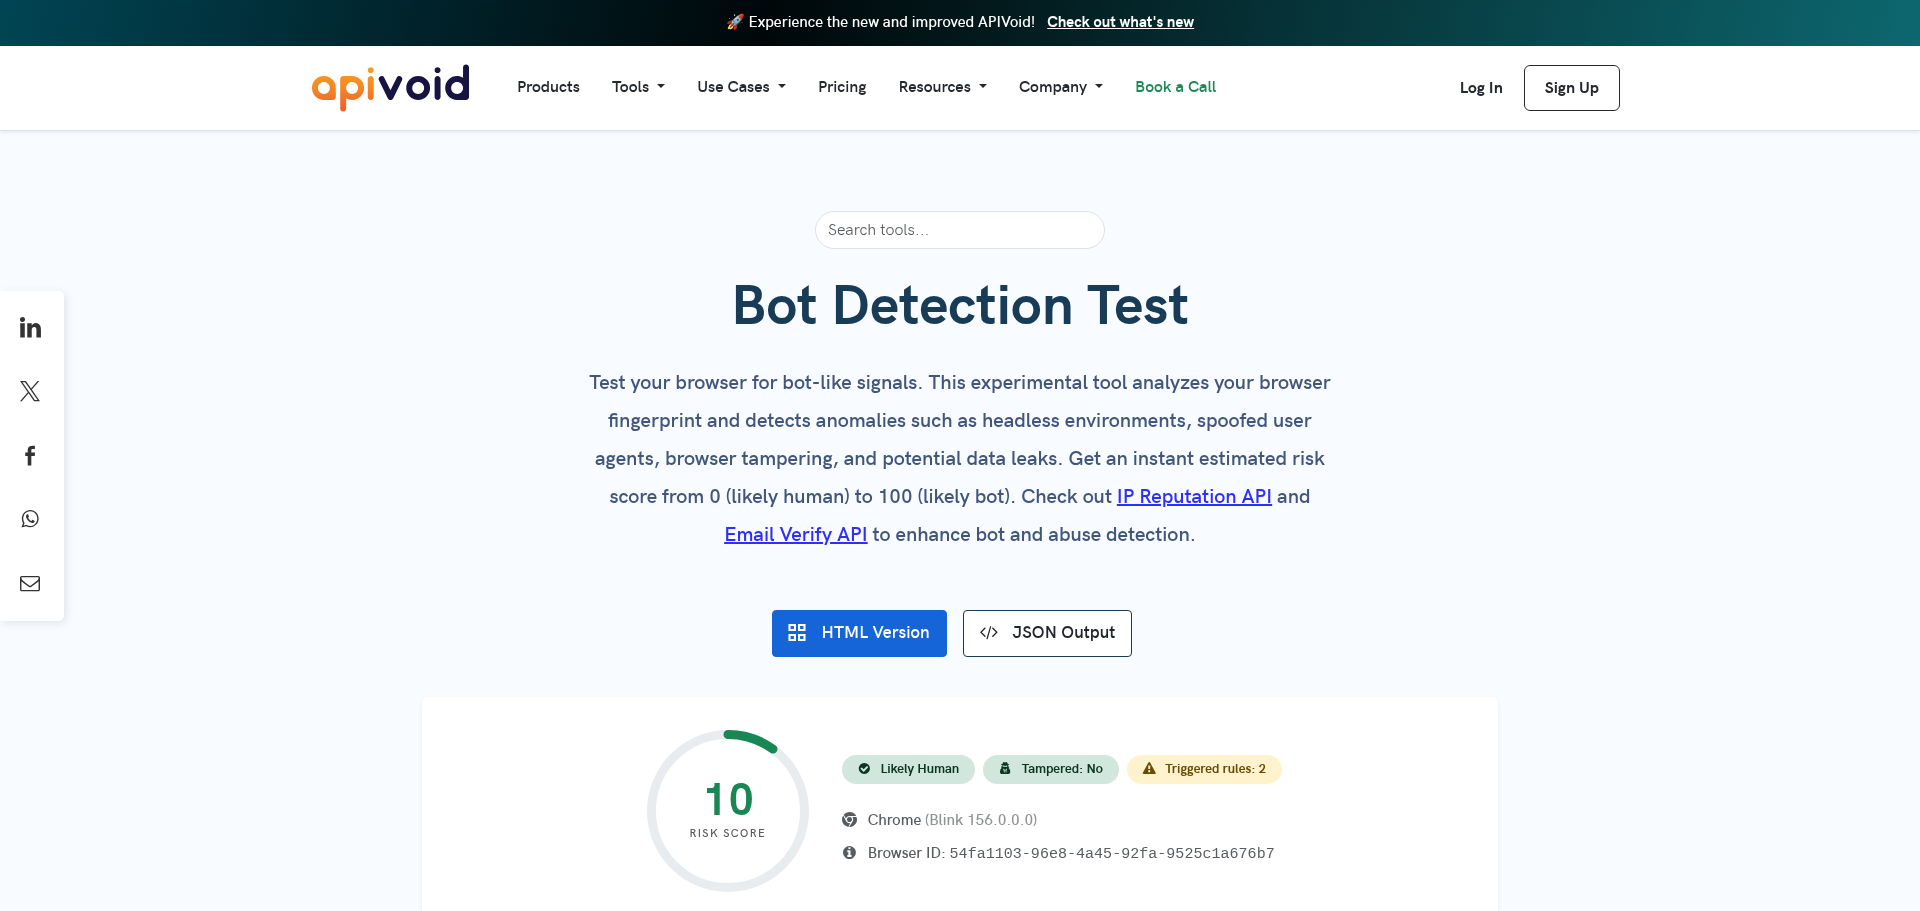 🚀 Experience the new and improved APIVoid! Check out what's new
apivoid
Products Tools Use Cases Pricing Resources Company Book a Call Log In Sign Up
Search tools...
Bot Detection Test
Test your browser for bot-like signals. This experimental tool analyzes your browser
fingerprint and detects anomalies such as headless environments, spoofed user
agents, browser tampering, and potential data leaks. Get an instant estimated risk
score from 0 (likely human) to 100 (likely bot). Check out IP Reputation API and
Email Verify API to enhance bot and abuse detection.
HTML Version </> JSON Output
10
RISK SCORE
Likely Human Tampered: No Triggered rules: 2
Chrome (Blink 156.0.0.0)
Browser ID: 54fa1103-96e8-4a45-92fa-9525c1a676b7